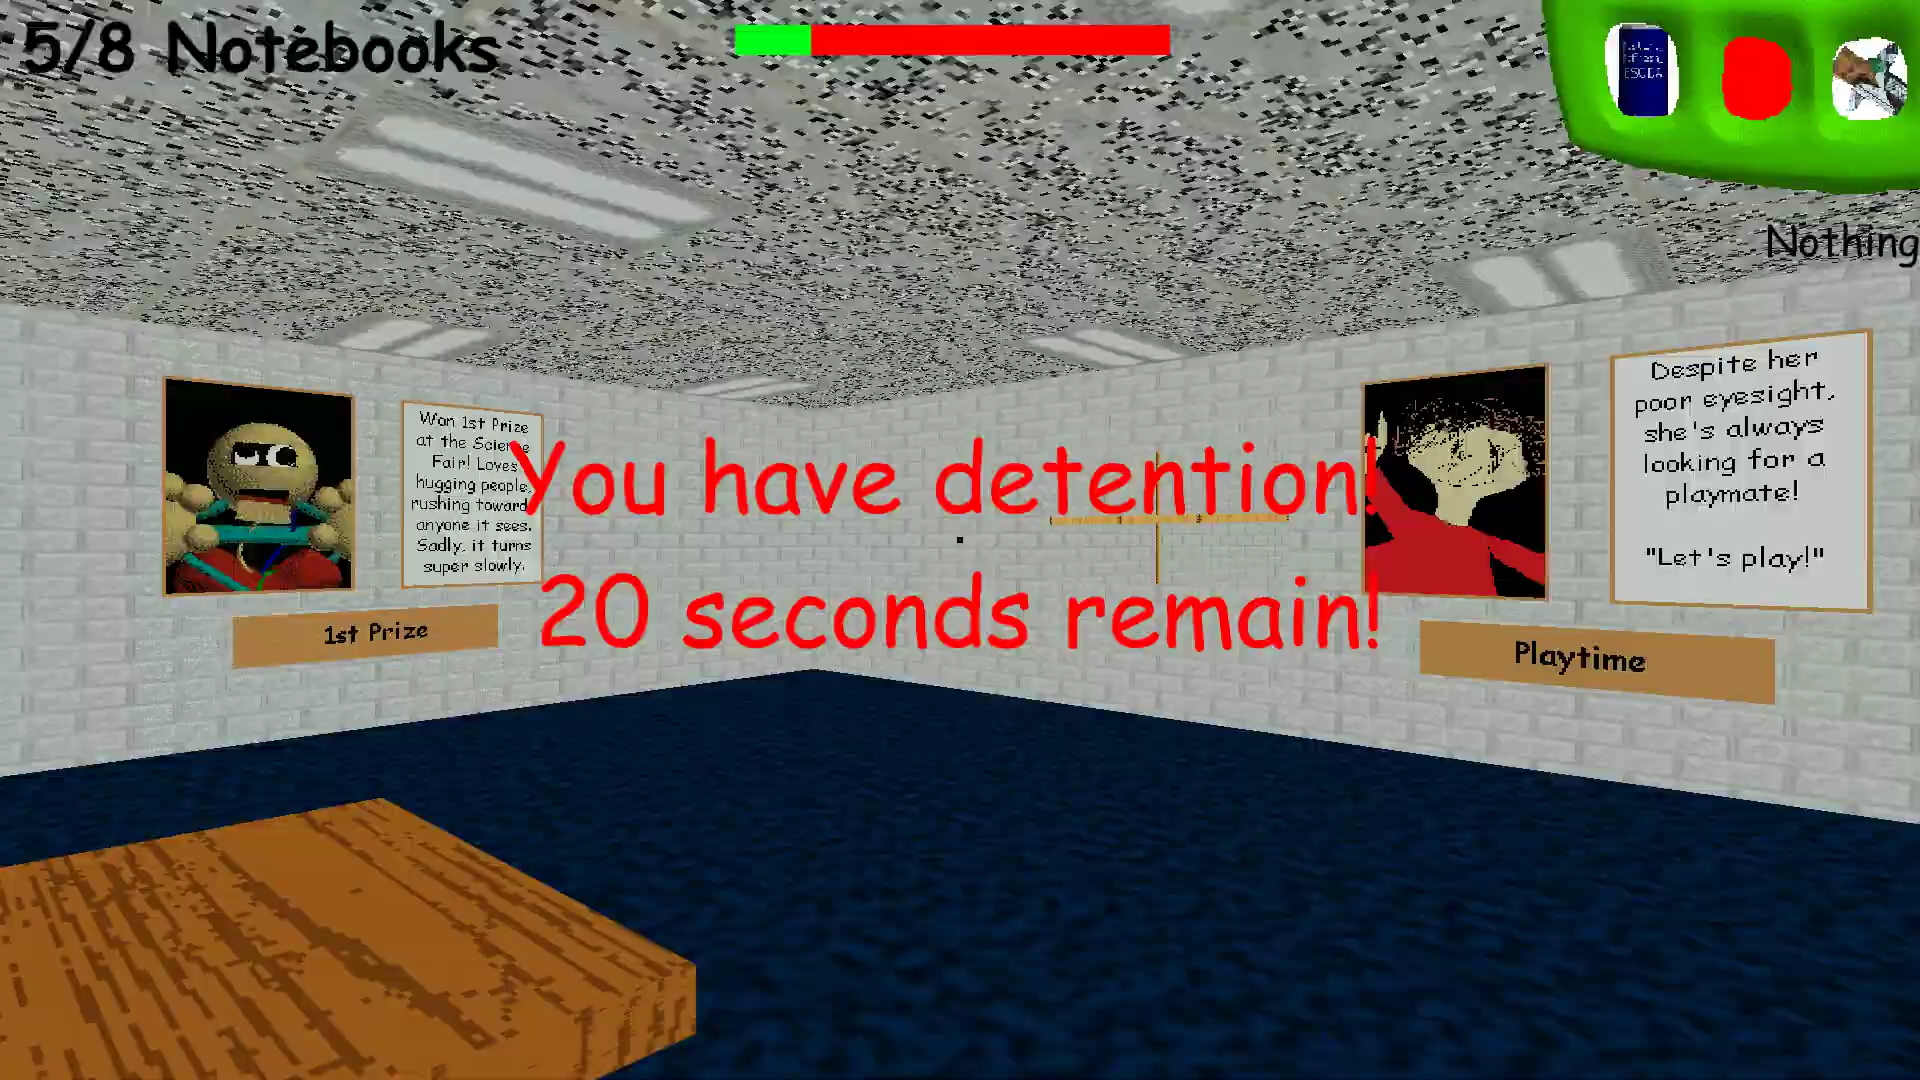 5/8 Notebooks
ESODA
Nothing
Won 1st Prize
at the Science
Fair! Loves
hugging people,
rushing toward
anyone it sees.
Sadly, it turns
super slowly.
1st Prize
You have detention!
20 seconds remain!
Despite her
poor eyesight,
she's always
looking for a
playmate!
"Let's play!"
Playtime